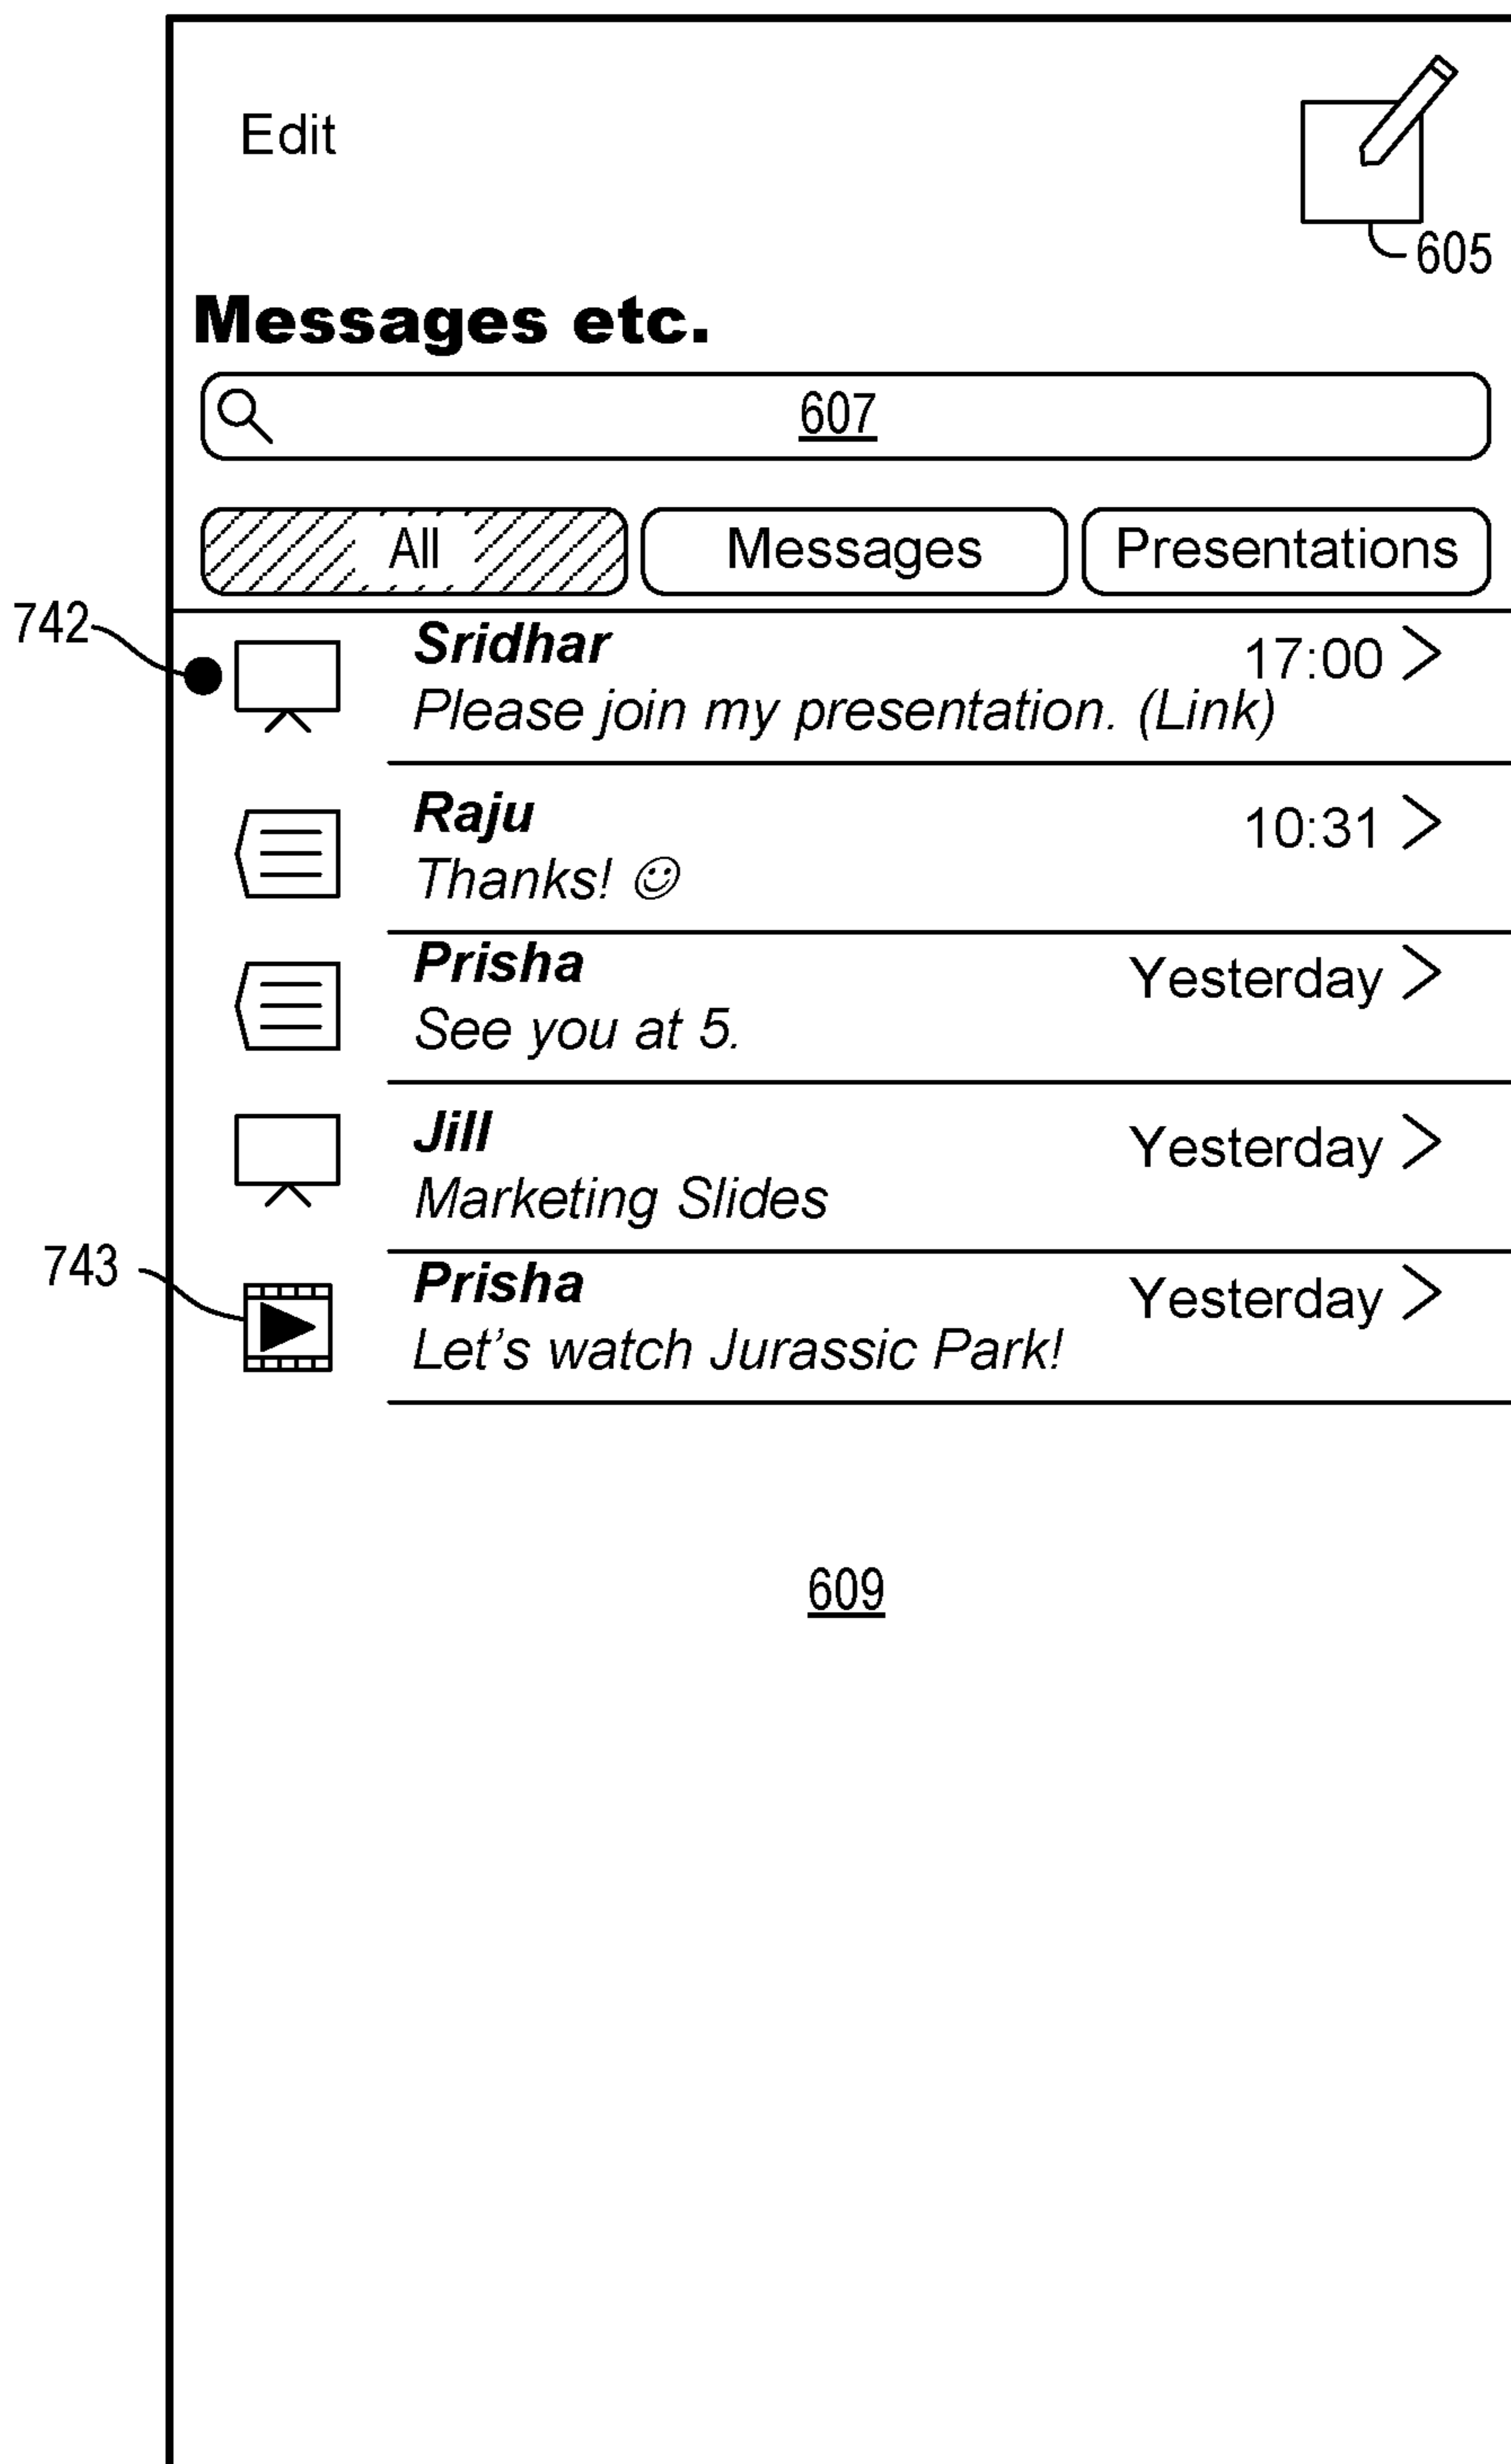 Edit
605
Messages etc.
607
All Messages Presentations
742
Sridhar 17:00
Please join my presentation. (Link)
Raju 10:31
Thanks! ☺
Prisha Yesterday
See you at 5.
Jill Yesterday
Marketing Slides
743
Prisha Yesterday
Let's watch Jurassic Park!
609